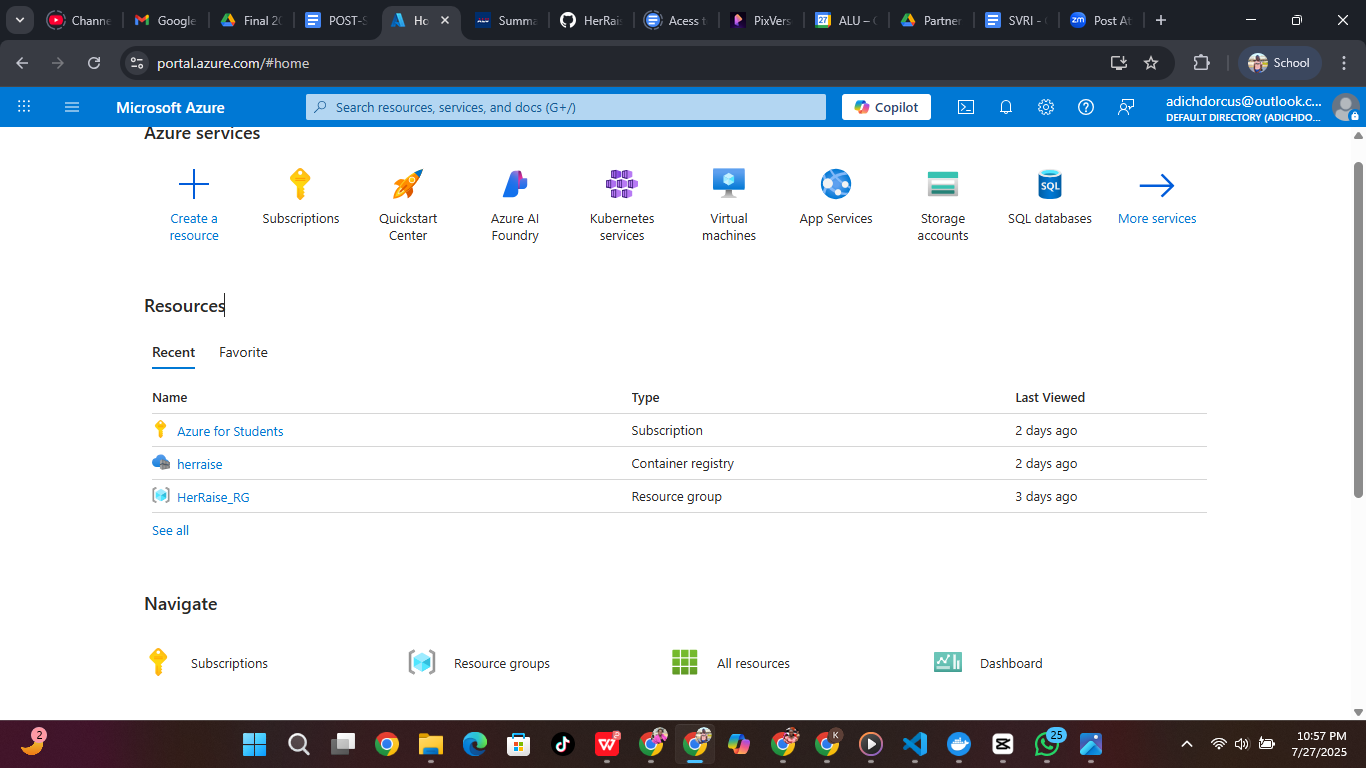 Channe
Google
Final 20
POST-S
Ho
Summa
HerRais
Acess to
PixVerse
ALU – C
Partner
SVRI -
Post At
portal.azure.com/#home
School
Microsoft Azure
Search resources, services, and docs (G+/)
Copilot
adichdorcus@outlook.c...
DEFAULT DIRECTORY (ADICHDO...
Azure services
Create a resource
Subscriptions
Quickstart Center
Azure AI Foundry
Kubernetes services
Virtual machines
App Services
Storage accounts
SQL databases
More services
Resources
Recent Favorite
Name Type Last Viewed
Azure for Students Subscription 2 days ago
herraise Container registry 2 days ago
HerRaise_RG Resource group 3 days ago
See all
Navigate
Subscriptions Resource groups All resources Dashboard
2
25
10:57 PM
7/27/2025